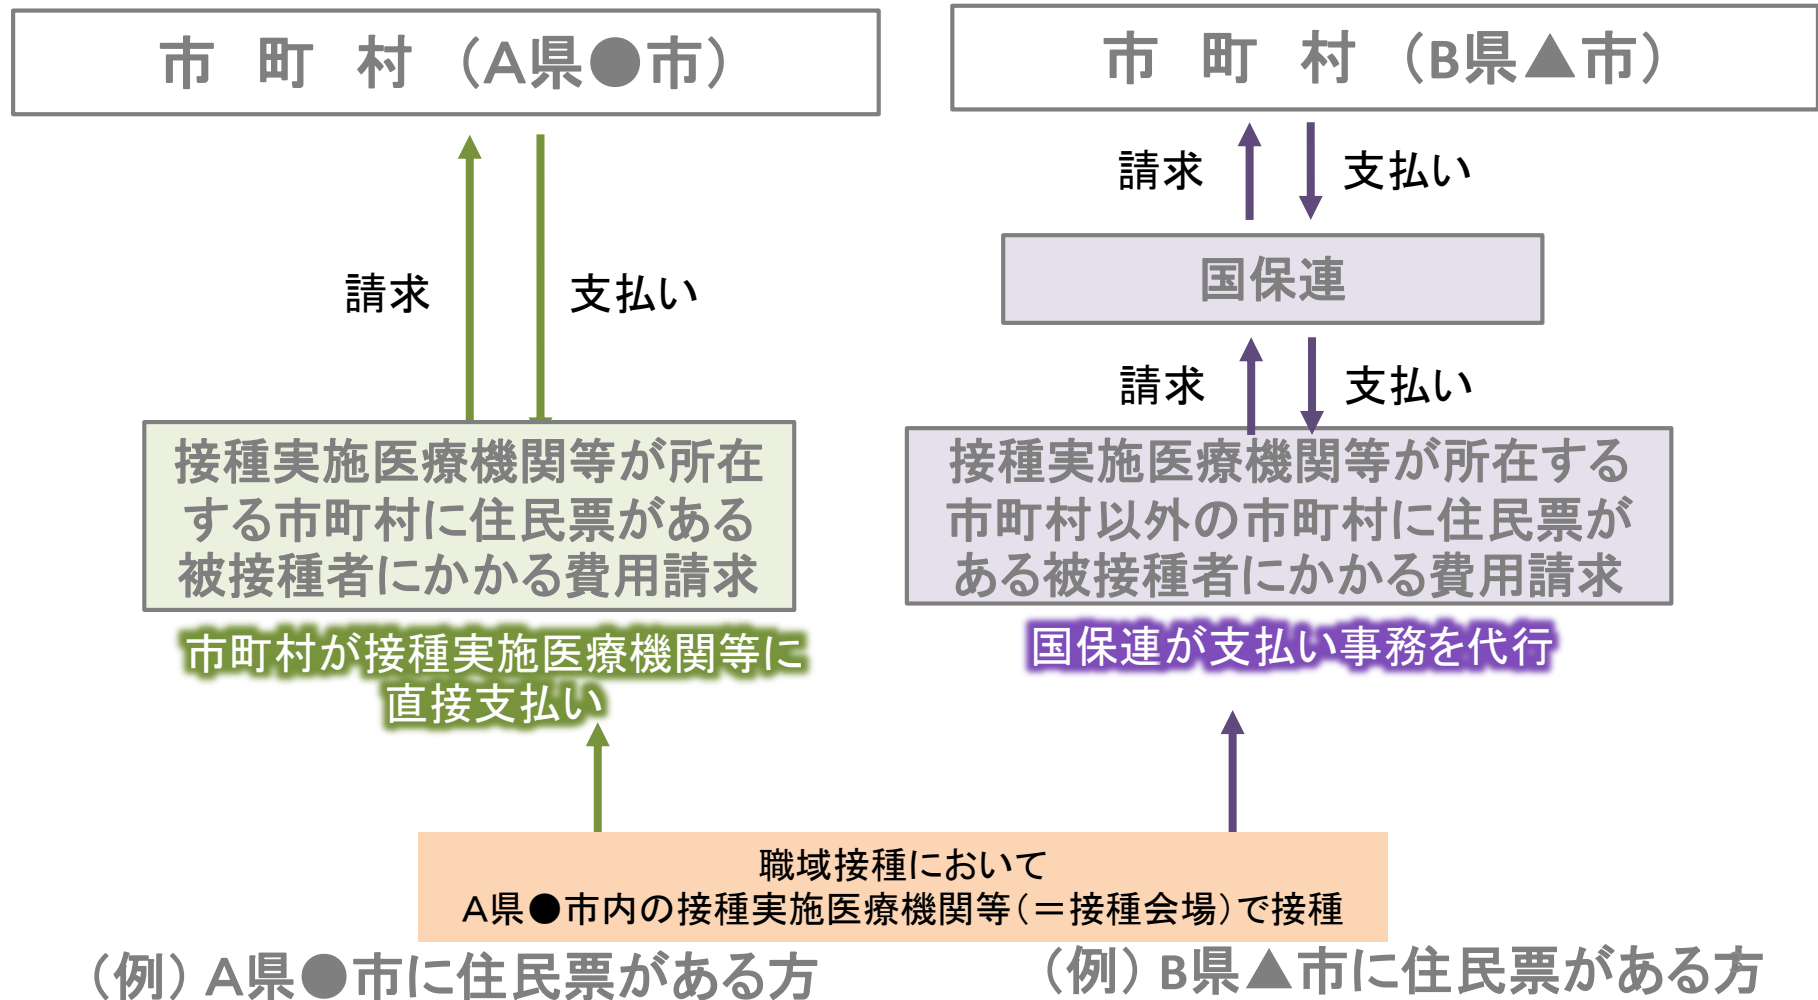 市　町　村　（A県●市）
市　町　村　（B県▲市）
請求
支払い
国保連
請求
支払い
請求
支払い
接種実施医療機関等が所在
する市町村に住民票がある
被接種者にかかる費用請求
接種実施医療機関等が所在する
市町村以外の市町村に住民票が
ある被接種者にかかる費用請求
市町村が接種実施医療機関等に
直接支払い
国保連が支払い事務を代行
職域接種において
A県●市内の接種実施医療機関等（＝接種会場）で接種
（例）A県●市に住民票がある方
（例）B県▲市に住民票がある方